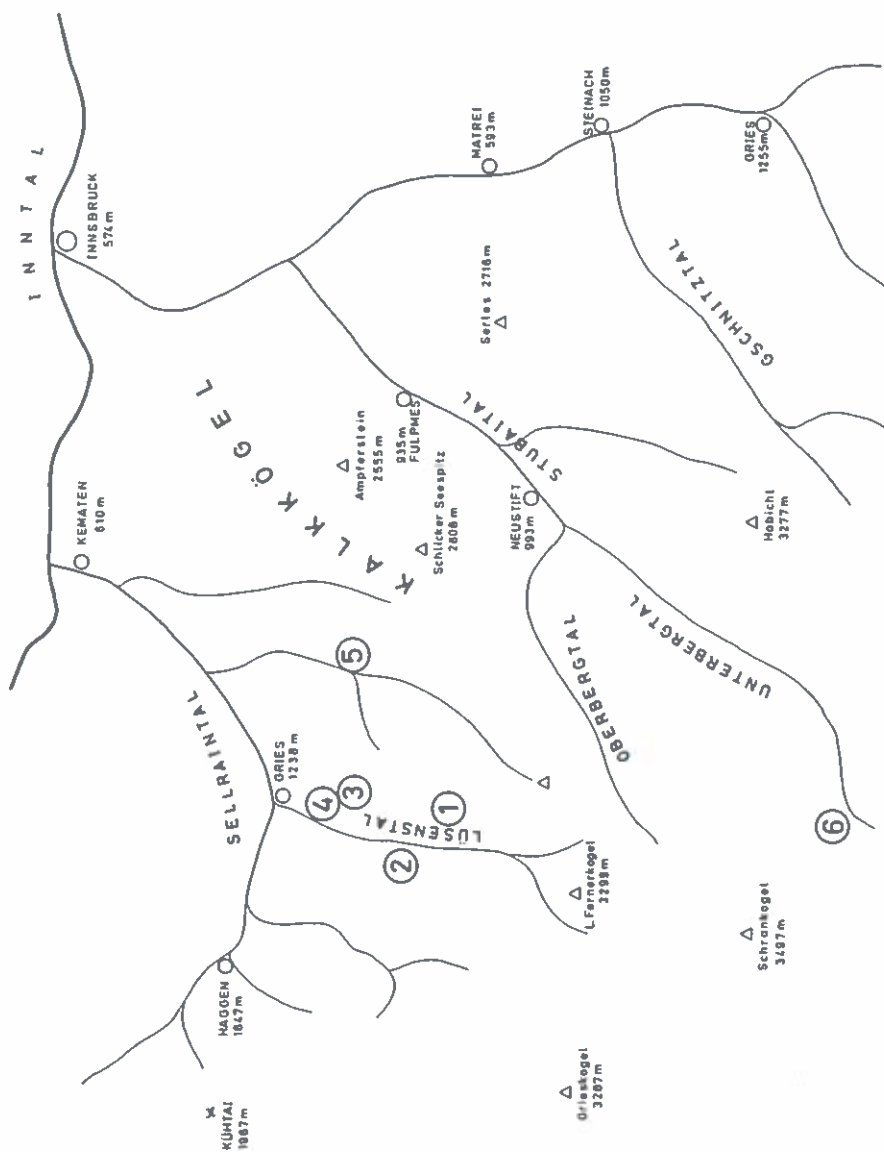 INNTAL
INNSBRUCK
574m
KEMATEN
610m
SELLRAINTAL
GRIES
1238m
HAGGEN
1647m
KÜHTAI
1967m
KALKKÖGEL
Ampferstein
2555m
Schlicker Seespitz
2808m
935m
FULPMES
MATREI
593m
STEINACH
1050m
GRIES
1255m
Serles 2716m
STUBAITAL
GSCHNITZTAL
NEUSTIFT
993m
Habicht
3277m
OBERBERGTAL
UNTERBERGTAL
LÜSENSTAL
1
2
3
4
5
6
L.Fernerkogel
3298m
Schrankogel
3497m
Grieskogel
3287m